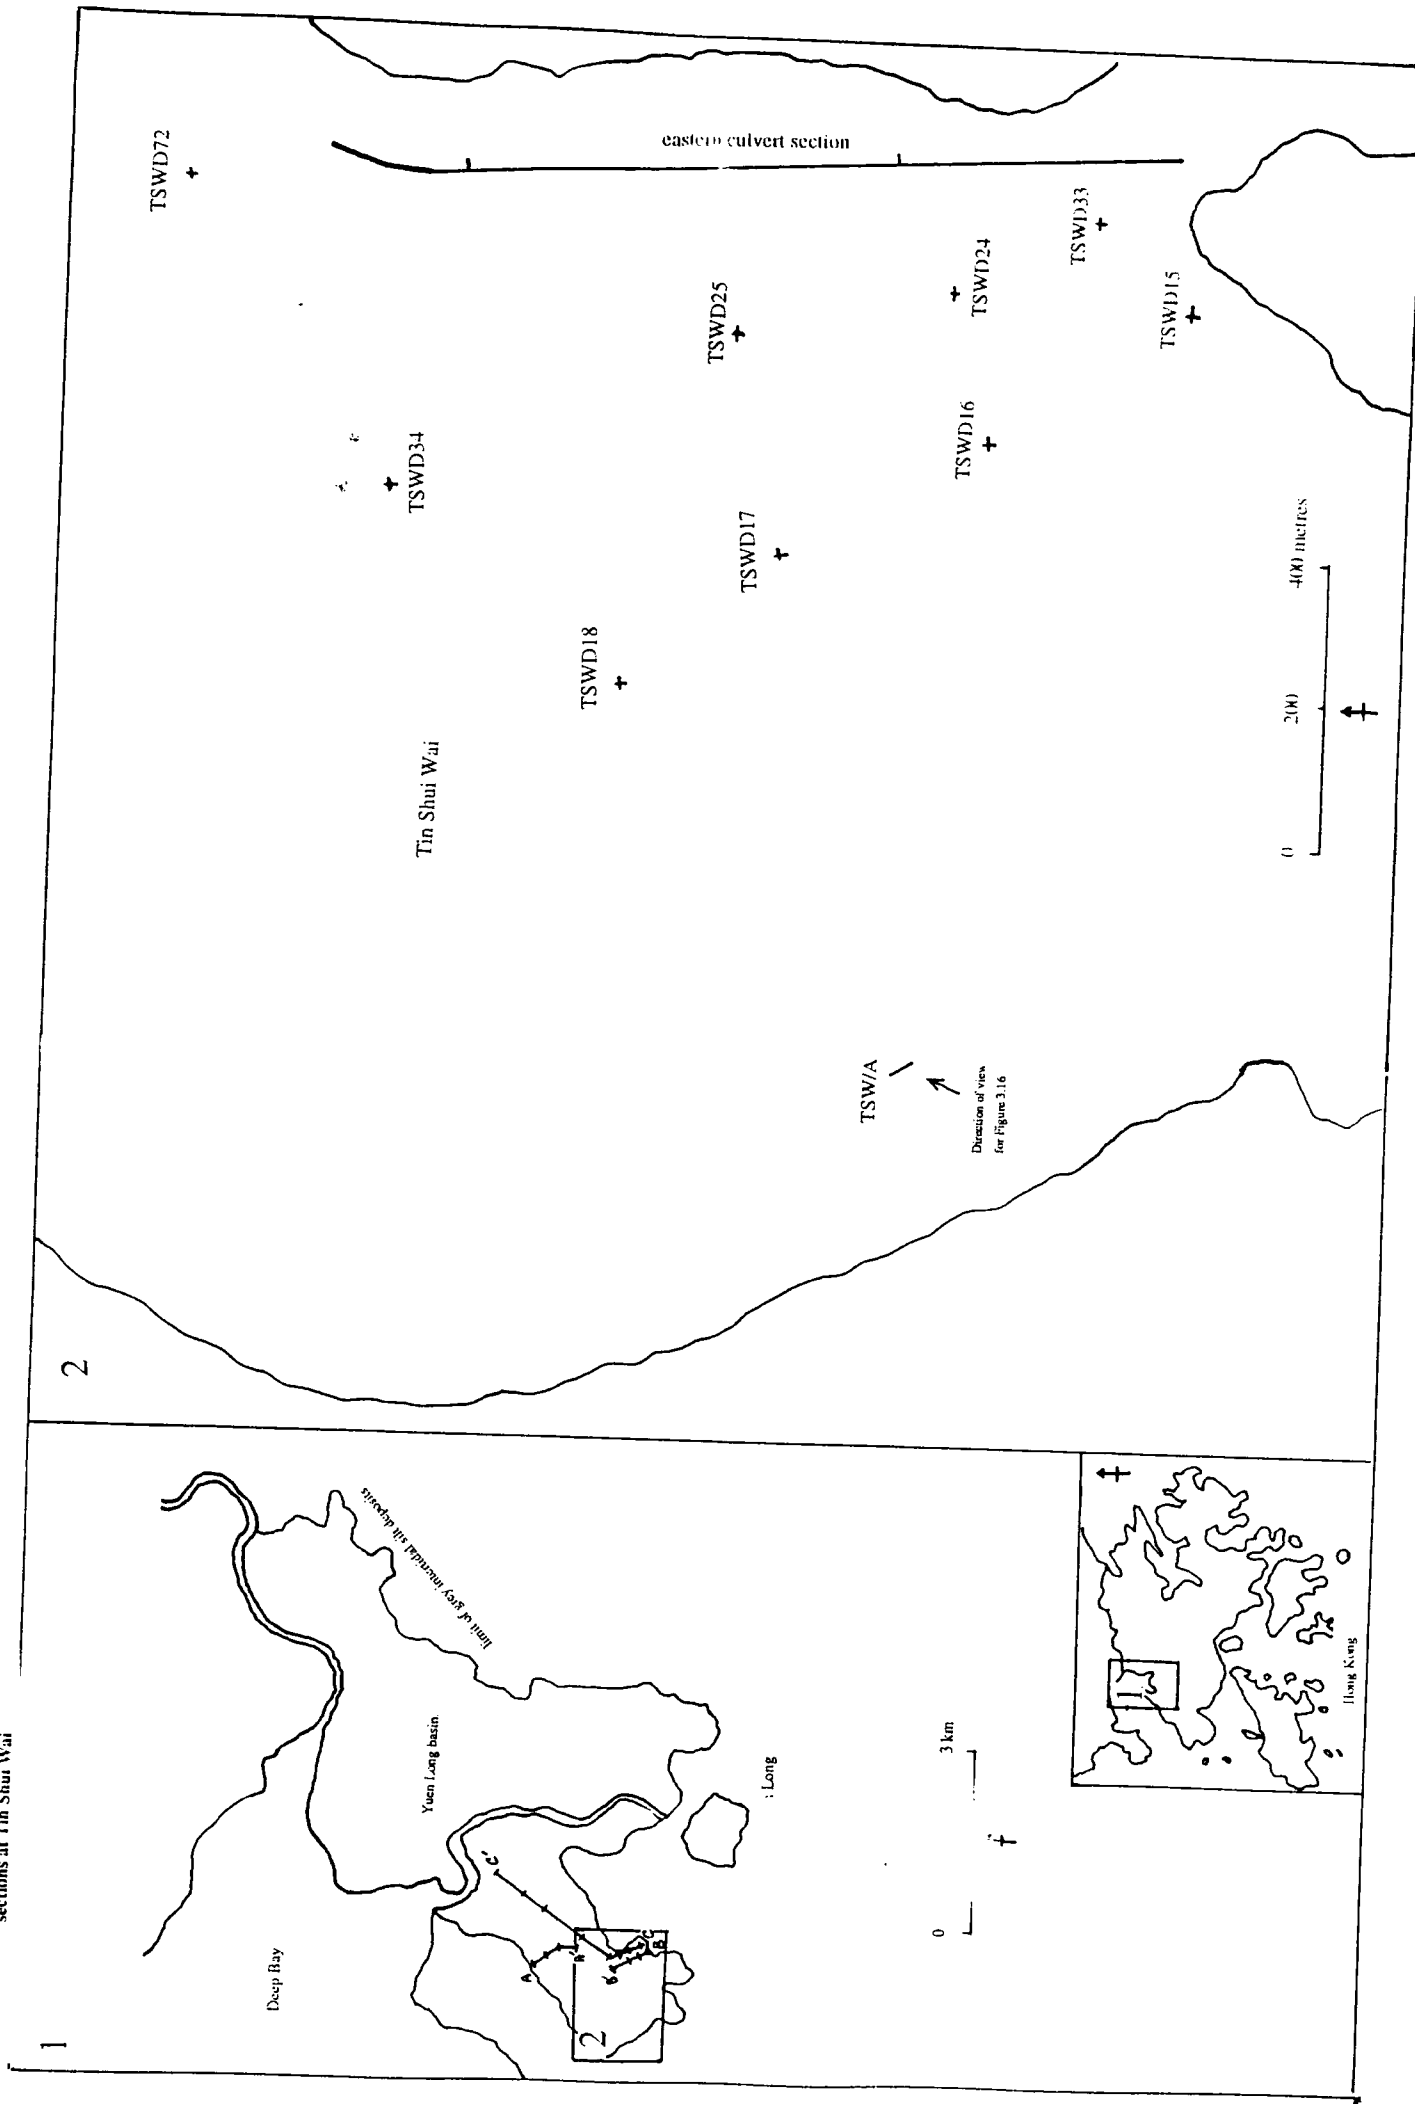 sections at Tin Shui Wai
1
Deep Bay
Yuen Long basin
limit of grey intertidal silt deposits
A
A'
B'
B
C
C'
2
Long
0
3 km
1
Hong Kong
2
TSWD72
eastern culvert section
TSWD34
TSWD25
TSWD24
TSWD33
TSWD15
TSWD16
TSWD17
TSWD18
Tin Shui Wai
TSW/A
Direction of view
for Figure 3.16
0
200
400 metres